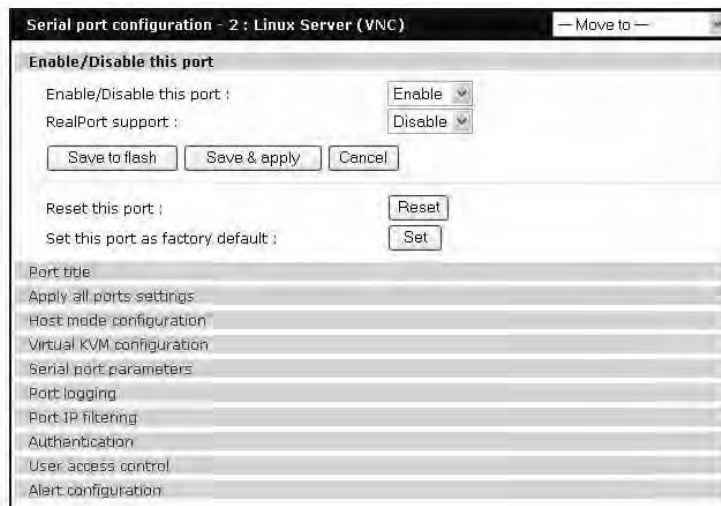 Serial port configuration - 2 : Linux Server (VNC) — Move to —
Enable/Disable this port
Enable/Disable this port : Enable
RealPort support : Disable
Save to flash Save & apply Cancel
Reset this port : Reset
Set this port as factory default : Set
Port title
Apply all ports settings
Host mode configuration
Virtual KVM configuration
Serial port parameters
Port logging
Port IP filtering
Authentication
User access control
Alert configuration